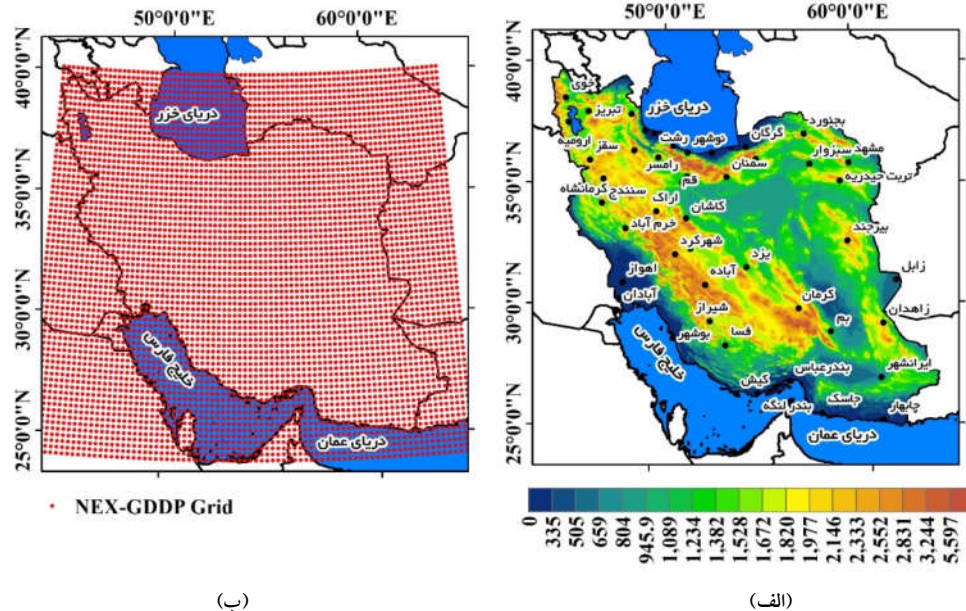 50°0'0"E 60°0'0"E
40°0'0"N
35°0'0"N
30°0'0"N
25°0'0"N
دریای خزر
خلیج فارس
دریای عمان
NEX-GDDP Grid
(ب)
50°0'0"E 60°0'0"E
40°0'0"N
35°0'0"N
30°0'0"N
25°0'0"N
دریای خزر
خوی
تبریز
ارومیه
سقز
رشت
نوشهر
گرگان
بجنورد
رامسر
سمنان
سبزوار
مشهد
تربت حیدریه
قم
سنندج
کرمانشاه
اراک
کاشان
خرم آباد
بیرجند
شهرکرد
یزد
زابل
اهواز
آباده
آبادان
کرمان
زاهدان
شیراز
بم
بوشهر
فسا
خلیج فارس
ایرانشهر
بندرعباس
کیش
جاسک
چابهار
بندرلنگه
دریای عمان
0
335
505
659
804
945.9
1,089
1,234
1,382
1,528
1,672
1,820
1,977
2,146
2,333
2,552
2,831
3,244
5,597
(الف)